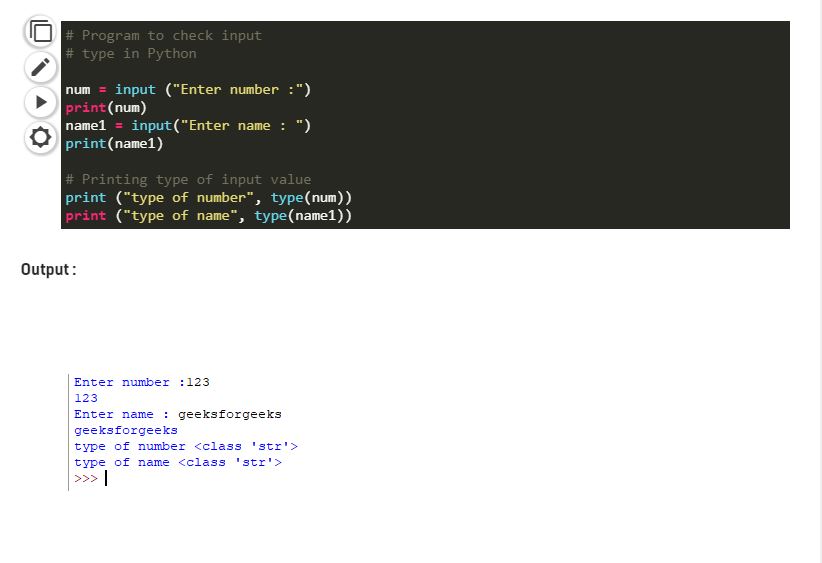 # Program to check input
# type in Python
num = input ("Enter number :")
print(num)
name1 = input("Enter name : ")
print(name1)
# Printing type of input value
print ("type of number", type(num))
print ("type of name", type(name1))
Output :
Enter number :123
123
Enter name : geeksforgeeks
geeksforgeeks
type of number <class 'str'>
type of name <class 'str'>
>>>